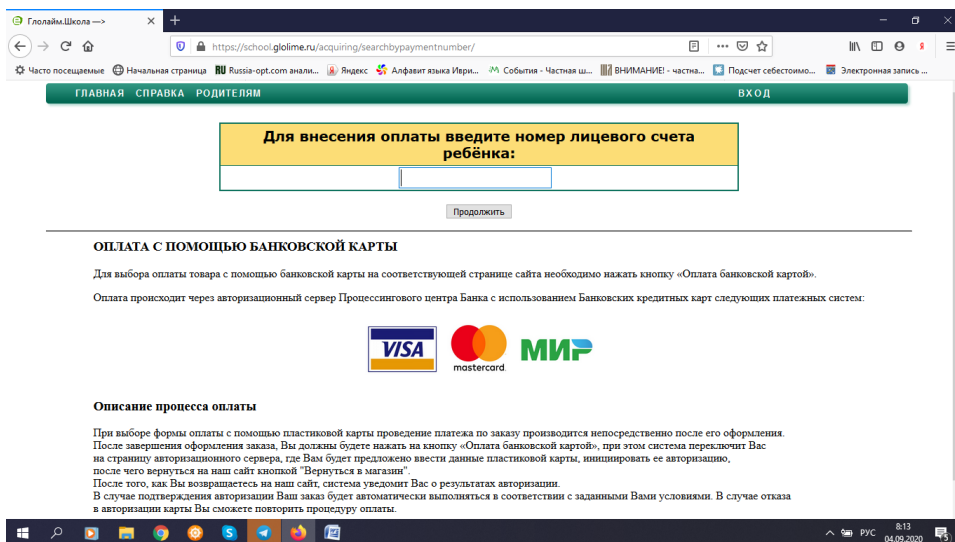 Глолайм.Школа —>
https://school.glolime.ru/acquiring/searchbypaymentnumber/
Часто посещаемые Начальная страница Russia-opt.com анали... Яндекс Алфавит языка Иври... События - Частная ш... ВНИМАНИЕ! - частна... Подсчет себестоимо... Электронная запись ...
ГЛАВНАЯ СПРАВКА РОДИТЕЛЯМ ВХОД
Для внесения оплаты введите номер лицевого счета
ребёнка:
Продолжить
ОПЛАТА С ПОМОЩЬЮ БАНКОВСКОЙ КАРТЫ
Для выбора оплаты товара с помощью банковской карты на соответствующей странице сайта необходимо нажать кнопку «Оплата банковской картой».
Оплата происходит через авторизационный сервер Процессингового центра Банка с использованием Банковских кредитных карт следующих платежных систем:
VISA mastercard. МИР
Описание процесса оплаты
При выборе формы оплаты с помощью пластиковой карты проведение платежа по заказу производится непосредственно после его оформления.
После завершения оформления заказа, Вы должны будете нажать на кнопку «Оплата банковской картой», при этом система переключит Вас
на страницу авторизационного сервера, где Вам будет предложено ввести данные пластиковой карты, инициировать ее авторизацию,
после чего вернуться на наш сайт кнопкой "Вернуться в магазин".
После того, как Вы возвращаетесь на наш сайт, система уведомит Вас о результатах авторизации.
В случае подтверждения авторизации Ваш заказ будет автоматически выполняться в соответствии с заданными Вами условиями. В случае отказа
в авторизации карты Вы сможете повторить процедуру оплаты.
РУС 8:13
04.09.2020